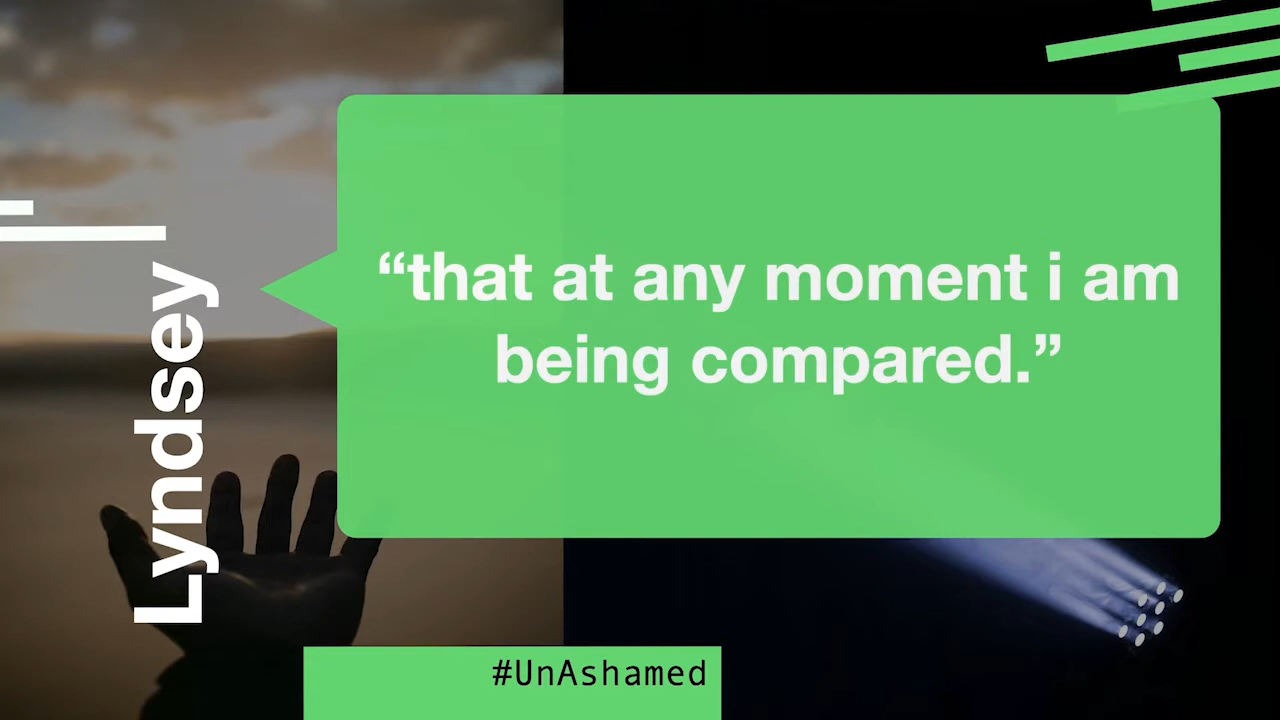 Lyndsey
“that at any moment i am
being compared.”
#UnAshamed